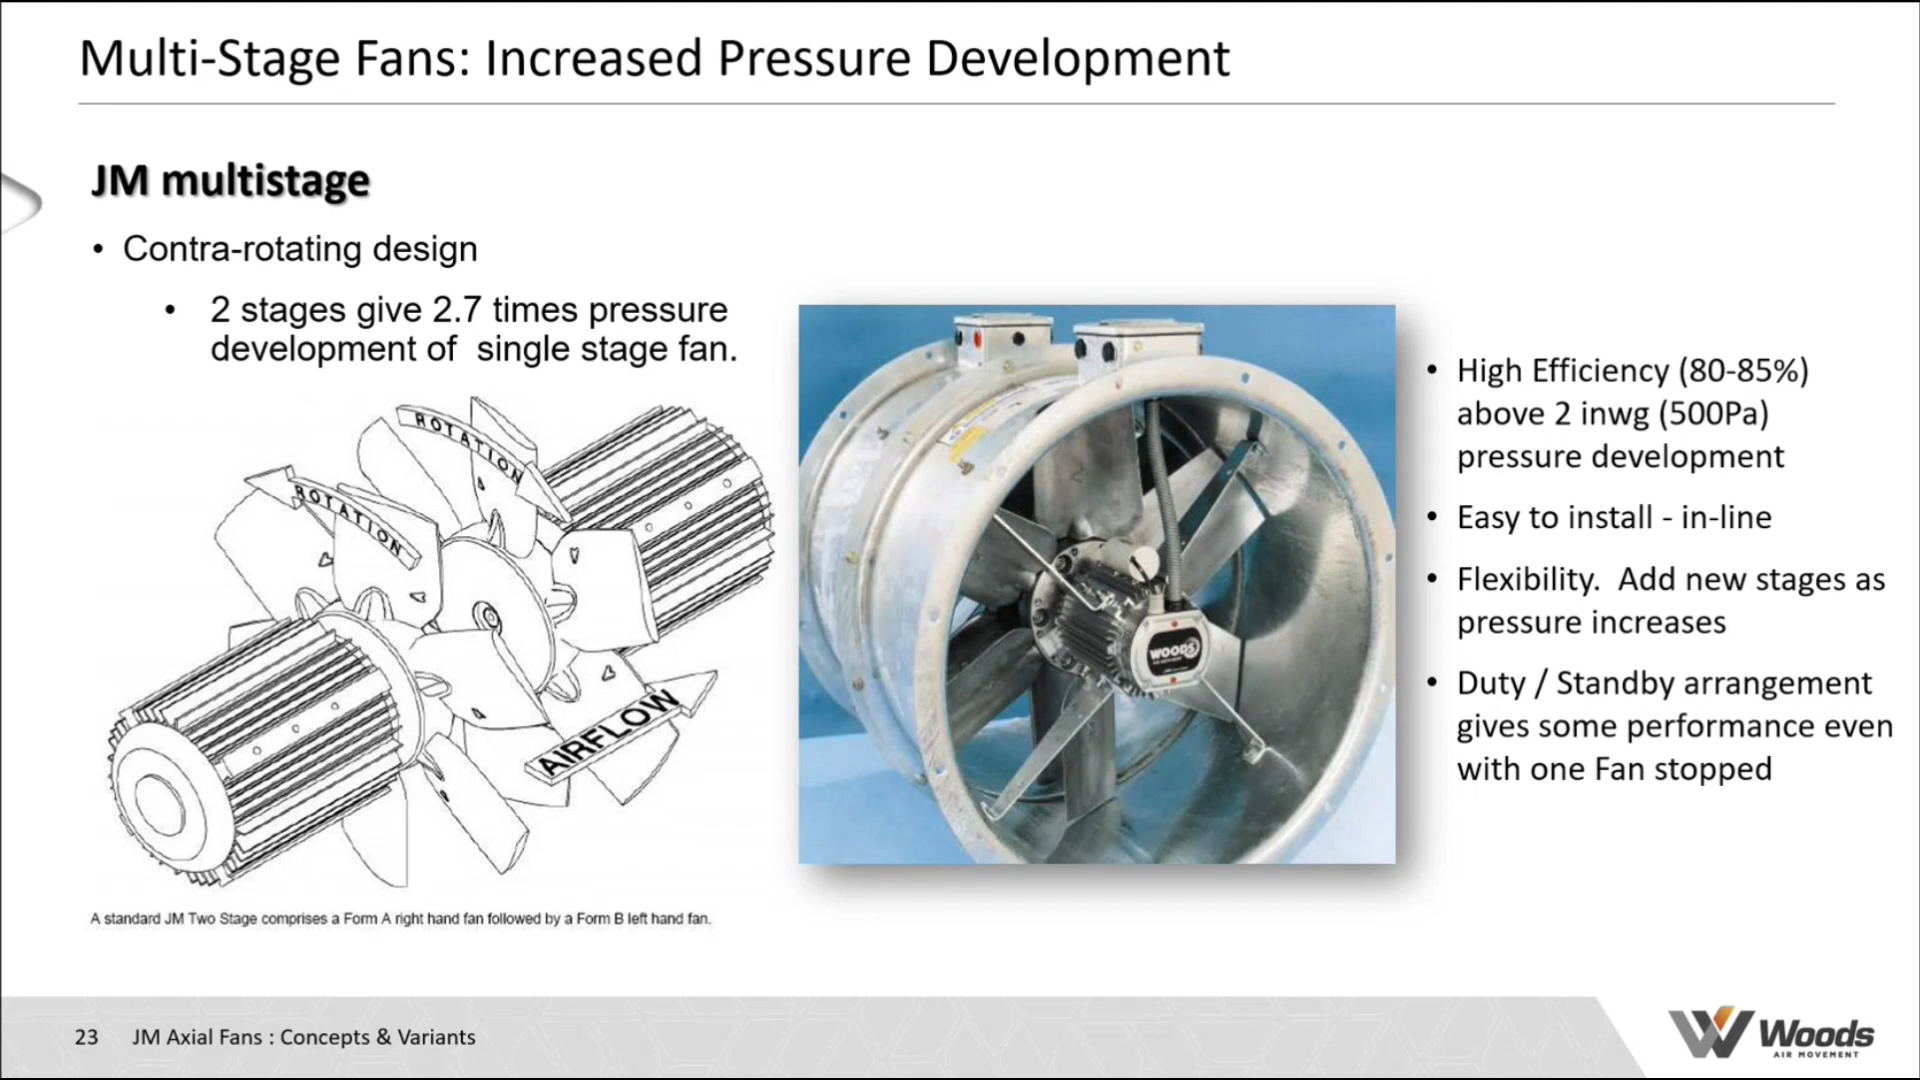 Multi-Stage Fans: Increased Pressure Development
JM multistage
• Contra-rotating design
• 2 stages give 2.7 times pressure
development of single stage fan.
ROTATION
ROTATION
AIRFLOW
A standard JM Two Stage comprises a Form A right hand fan followed by a Form B left hand fan.
WOODS
• High Efficiency (80-85%)
above 2 inwg (500Pa)
pressure development
• Easy to install - in-line
• Flexibility. Add new stages as
pressure increases
• Duty / Standby arrangement
gives some performance even
with one Fan stopped
23 JM Axial Fans : Concepts & Variants
Woods
AIR MOVEMENT